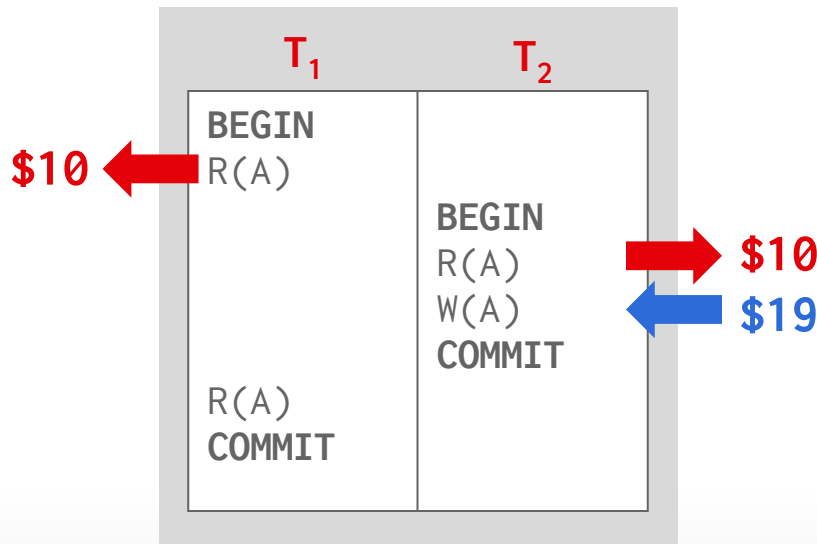 T1 T2
BEGIN
$10 R(A)
BEGIN
R(A) $10
W(A) $19
COMMIT
R(A)
COMMIT